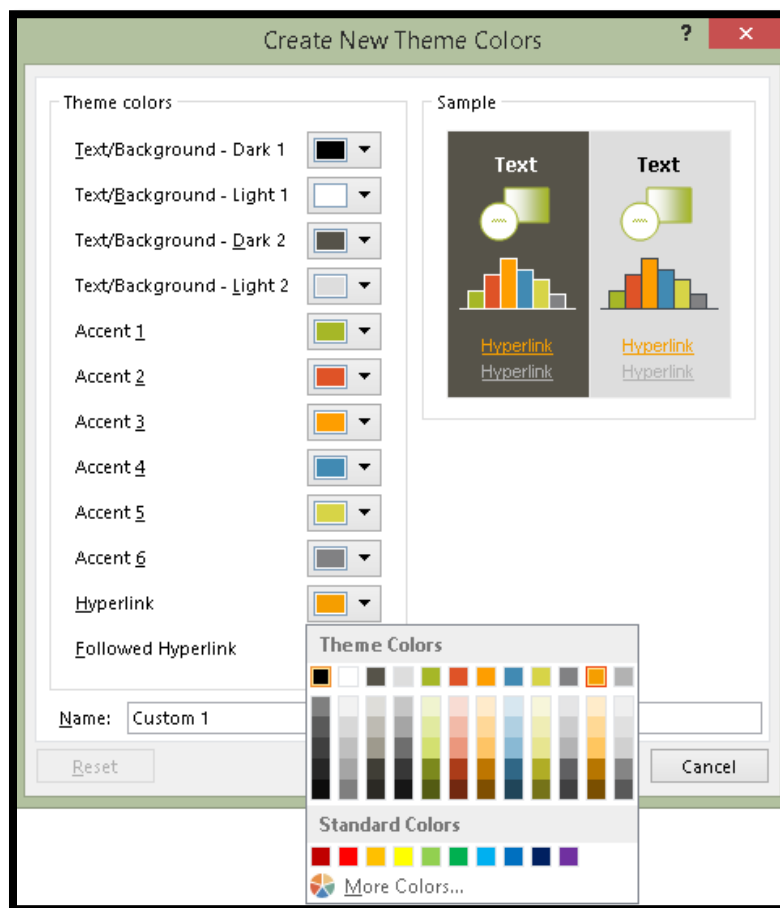 Create New Theme Colors ?
Theme colors
Text/Background - Dark 1
Text/Background - Light 1
Text/Background - Dark 2
Text/Background - Light 2
Accent 1
Accent 2
Accent 3
Accent 4
Accent 5
Accent 6
Hyperlink
Followed Hyperlink
Sample
Text Text
Hyperlink Hyperlink
Hyperlink Hyperlink
Name: Custom 1
Reset Cancel
Theme Colors
Standard Colors
More Colors...